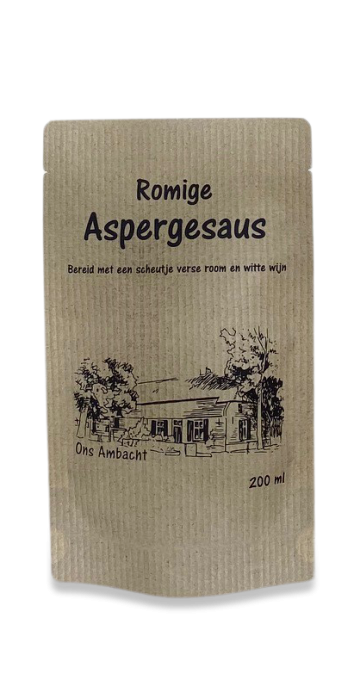 Romige
Aspergesaus
Bereid met een scheutje verse room en witte wijn
Ons Ambacht
200 ml